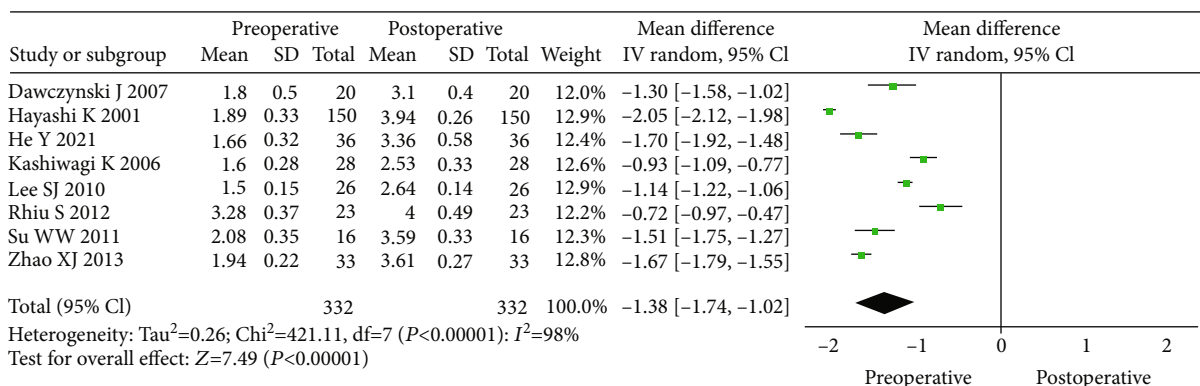 Preoperative Postoperative Mean difference Mean difference
Study or subgroup Mean SD Total Mean SD Total Weight IV random, 95% Cl IV random, 95% Cl
Dawczynski J 2007 1.8 0.5 20 3.1 0.4 20 12.0% –1.30 [–1.58, –1.02]
Hayashi K 2001 1.89 0.33 150 3.94 0.26 150 12.9% –2.05 [–2.12, –1.98]
He Y 2021 1.66 0.32 36 3.36 0.58 36 12.4% –1.70 [–1.92, –1.48]
Kashiwagi K 2006 1.6 0.28 28 2.53 0.33 28 12.6% –0.93 [–1.09, –0.77]
Lee SJ 2010 1.5 0.15 26 2.64 0.14 26 12.9% –1.14 [–1.22, –1.06]
Rhiu S 2012 3.28 0.37 23 4 0.49 23 12.2% –0.72 [–0.97, –0.47]
Su WW 2011 2.08 0.35 16 3.59 0.33 16 12.3% –1.51 [–1.75, –1.27]
Zhao XJ 2013 1.94 0.22 33 3.61 0.27 33 12.8% –1.67 [–1.79, –1.55]
Total (95% Cl) 332 332 100.0% –1.38 [–1.74, –1.02]
Heterogeneity: Tau²=0.26; Chi²=421.11, df=7 (P<0.00001): I²=98%
Test for overall effect: Z=7.49 (P<0.00001)
–2 –1 0 1 2
Preoperative Postoperative